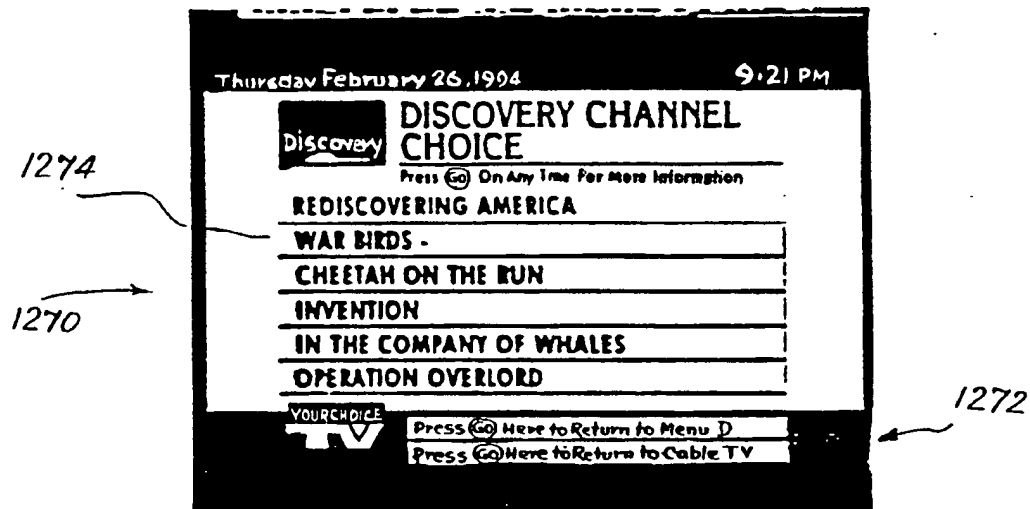 Thursday February 26, 1994 9:21 PM
Discovery
DISCOVERY CHANNEL
CHOICE
Press Go On Any Time For More Information
REDISCOVERING AMERICA
1274
WAR BIRDS -
CHEETAH ON THE RUN
1270
INVENTION
IN THE COMPANY OF WHALES
OPERATION OVERLORD
1272
YOUR CHOICE
TV
Press Go Here to Return to Menu D
Press Go Here to Return to Cable TV